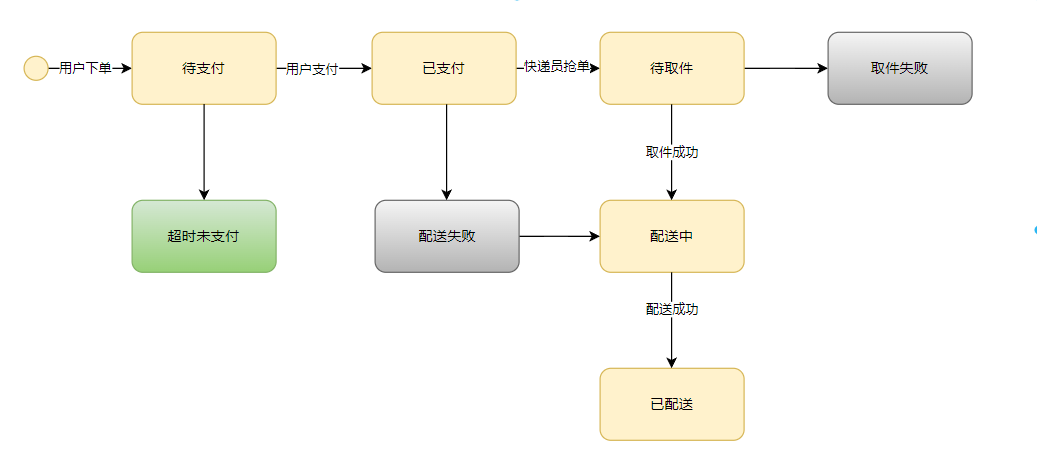 用户下单
待支付
用户支付
已支付
快递员抢单
待取件
取件失败
取件成功
超时未支付
配送失败
配送中
配送成功
已配送